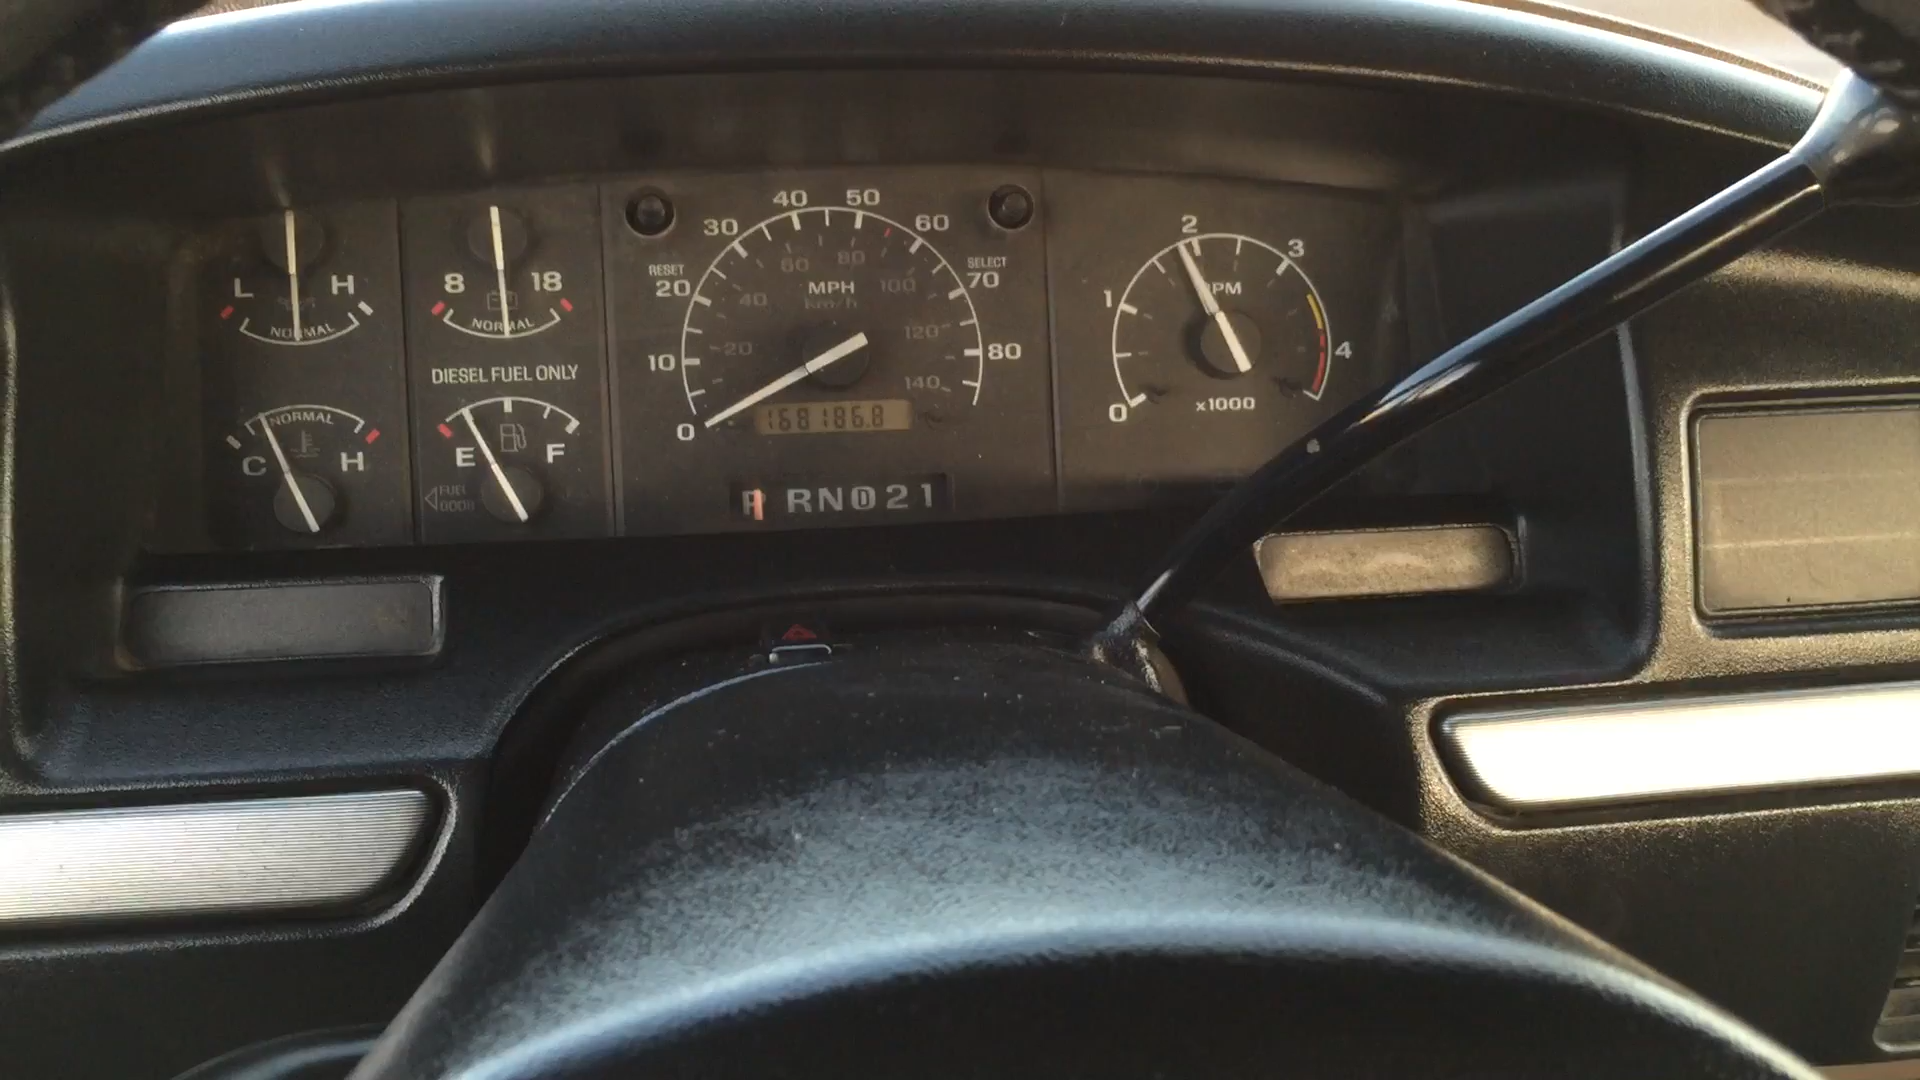 L H
NORMAL
8 18
NORMAL
DIESEL FUEL ONLY
NORMAL
C H
E F
FUEL
DOOR
RESET
SELECT
0 10 20 30 40 50 60 70 80
MPH
km/h
20 40 60 80 100 120 140
168186.8
P RN D 2 1
0 1 2 3 4
RPM
x1000